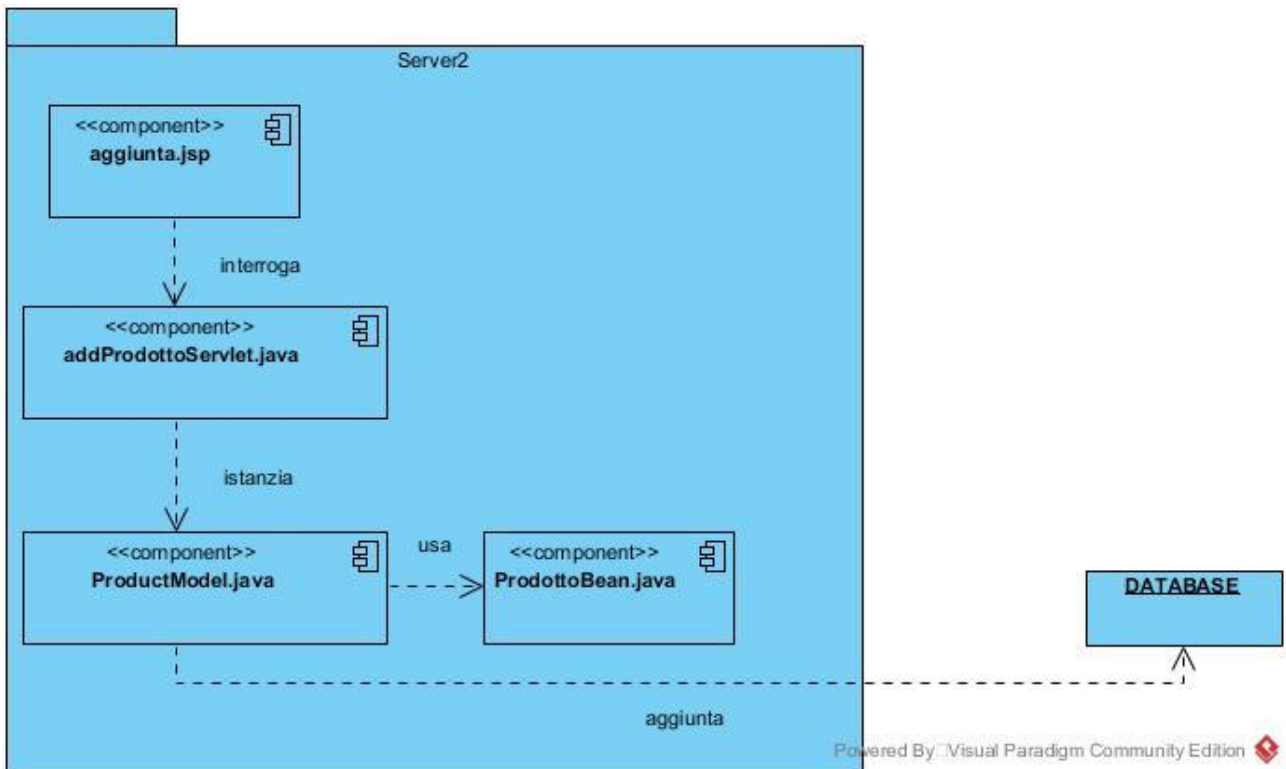 Server2
<<component>>
aggiunta.jsp
interroga
<<component>>
addProdottoServlet.java
istanzia
<<component>>
ProductModel.java
usa
<<component>>
ProdottoBean.java
DATABASE
aggiunta
Powered By Visual Paradigm Community Edition